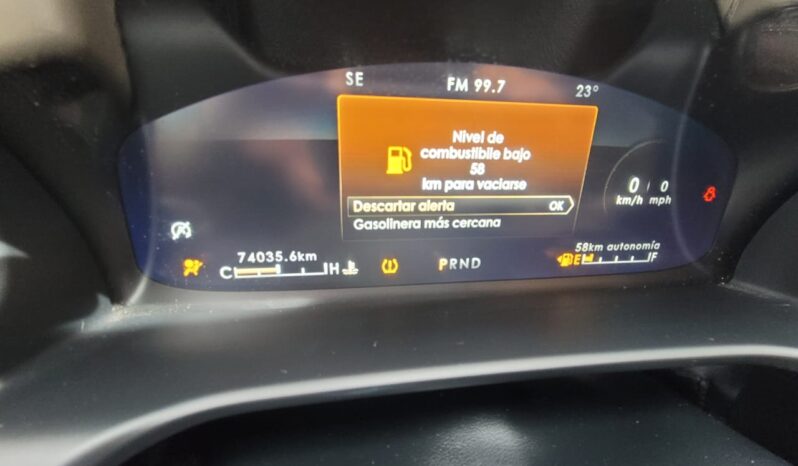 SE FM 99.7 23°
Nivel de
combustible bajo
58
km para vaciarse
Descartar alerta OK
Gasolinera más cercana
0 / 0
km/h mph
74035.6km
58km autonomía
C H
PRND
E F